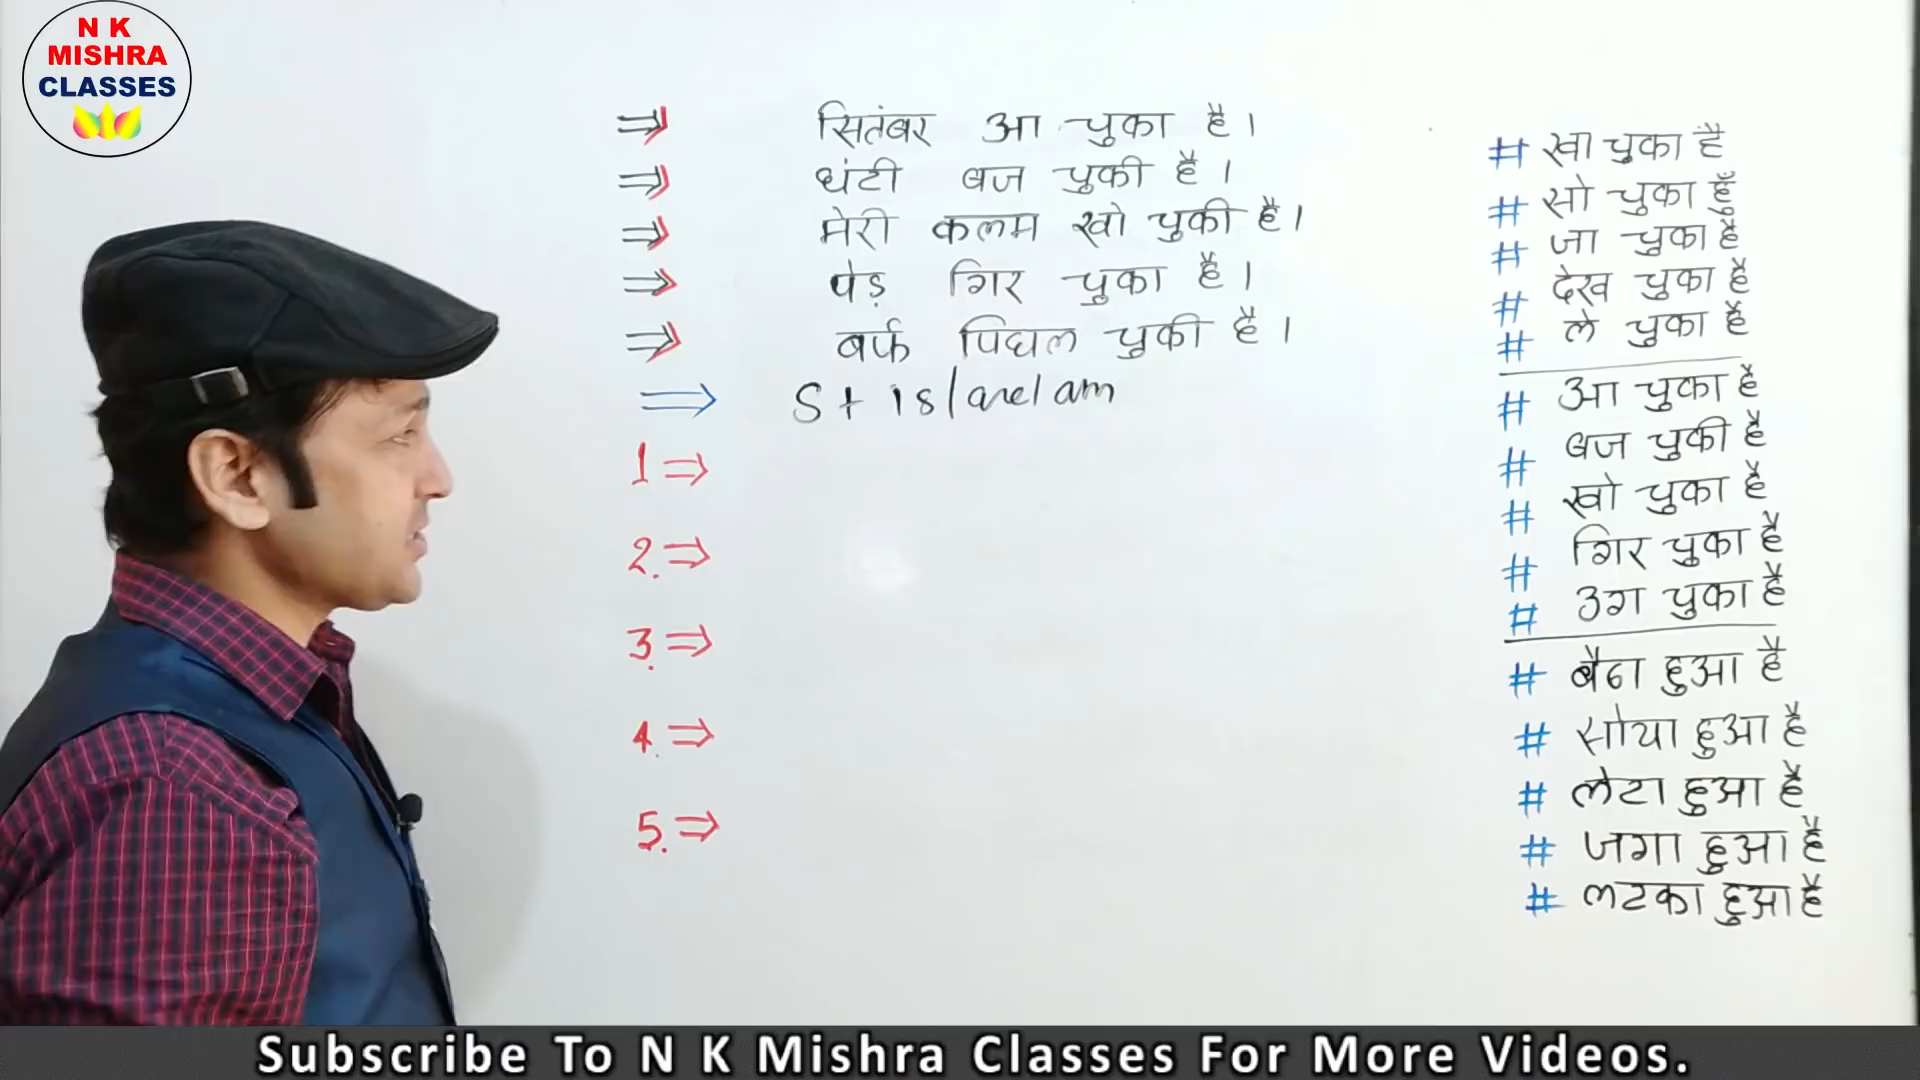 N K
MISHRA
CLASSES
⇒ सितंबर आ चुका है।
⇒ घंटी बज चुकी है।
⇒ मेरी कलम खो चुकी है।
⇒ पेड़ गिर चुका है।
⇒ बर्फ पिघल चुकी है।
⇒ S + is/are/am
1 ⇒
2. ⇒
3. ⇒
4. ⇒
5. ⇒
# खा चुका है
# सो चुका हूँ
# जा चुका है
# देख चुका है
# ले चुका है
# आ चुका है
# बज चुकी है
# खो चुका है
# गिर चुका है
# उग चुका है
# बैठा हुआ है
# सोया हुआ है
# लेटा हुआ है
# जगा हुआ है
# लटका हुआ है
Subscribe To N K Mishra Classes For More Videos.